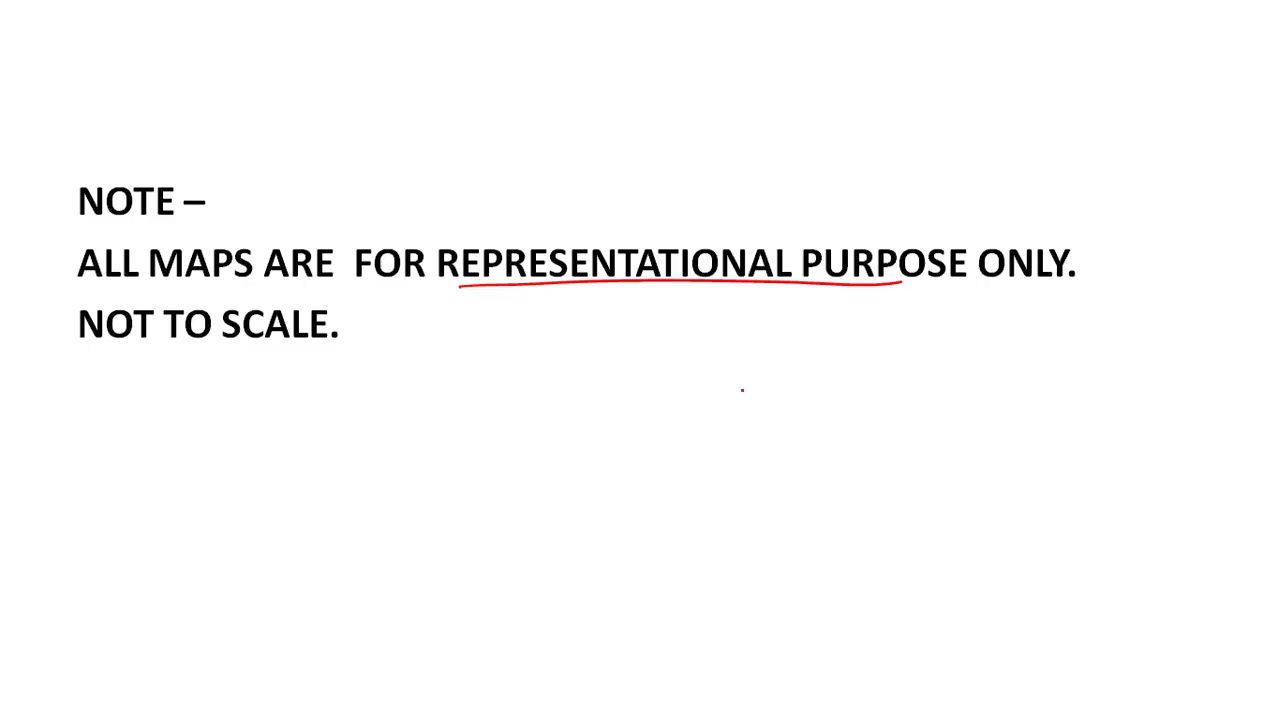 NOTE –
ALL MAPS ARE  FOR REPRESENTATIONAL PURPOSE ONLY.
NOT TO SCALE.